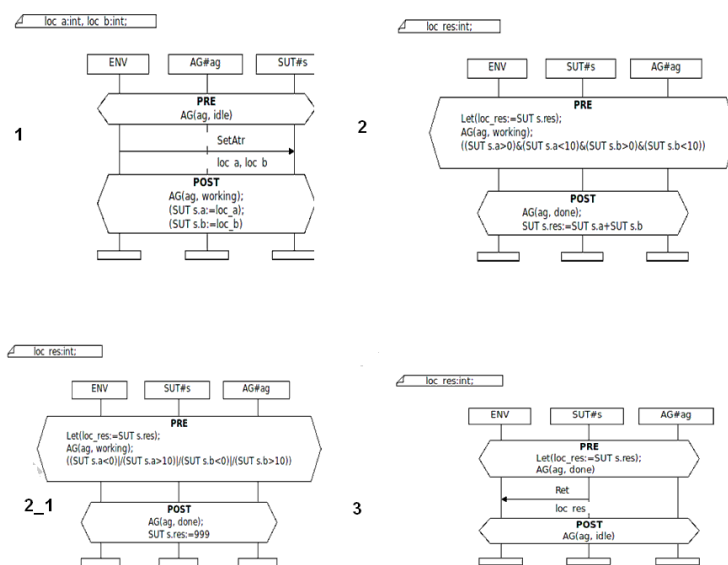 loc a:int, loc b:int;
ENV
AG#ag
SUT#s
PRE
AG(ag, idle)
1
SetAtr
loc a, loc b
POST
AG(ag, working);
(SUT s.a:=loc_a);
(SUT s.b:=loc_b)
loc res:int;
ENV
SUT#s
AG#ag
2
PRE
Let(loc_res:=SUT s.res);
AG(ag, working);
((SUT s.a>0)&(SUT s.a<10)&(SUT s.b>0)&(SUT s.b<10))
POST
AG(ag, done);
SUT s.res:=SUT s.a+SUT s.b
loc res:int;
ENV
SUT#s
AG#ag
PRE
Let(loc_res:=SUT s.res);
AG(ag, working);
((SUT s.a<0)|/(SUT s.a>10)|/(SUT s.b<0)|/(SUT s.b>10))
2_1
POST
AG(ag, done);
SUT s.res:=999
loc res:int;
ENV
SUT#s
AG#ag
PRE
Let(loc_res:=SUT s.res);
AG(ag, done)
3
Ret
loc res
POST
AG(ag, idle)